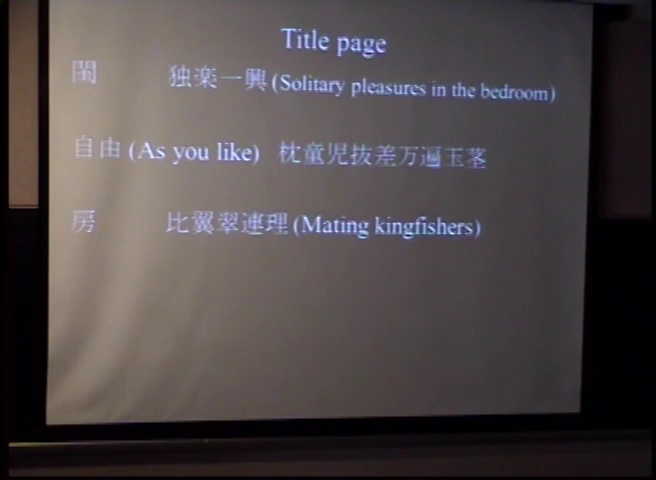 Title page
閨 独楽一興 (Solitary pleasures in the bedroom)
自由 (As you like) 枕童児抜差万遍玉茎
房 比翼翠連理 (Mating kingfishers)